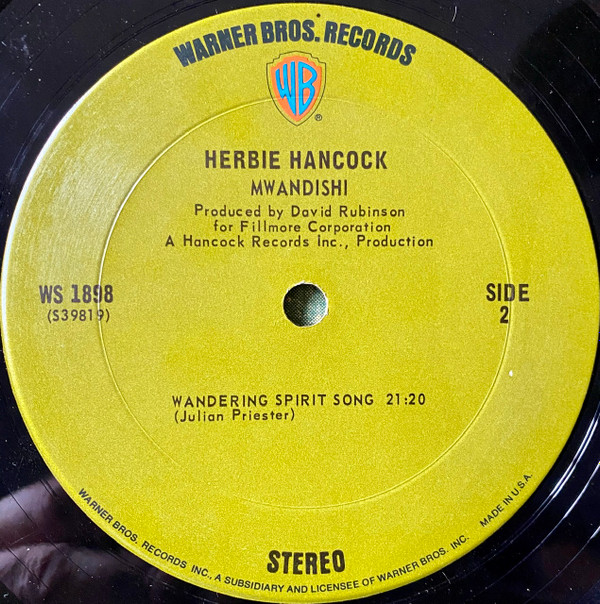 WARNER BROS. RECORDS
WB
®
HERBIE HANCOCK
MWANDISHI
Produced by David Rubinson
for Fillmore Corporation
A Hancock Records Inc., Production
WS 1898
(S39819)
SIDE
2
WANDERING SPIRIT SONG 21:20
(Julian Priester)
STEREO
WARNER BROS. RECORDS INC., A SUBSIDIARY AND LICENSEE OF WARNER BROS. INC. MADE IN U.S.A.